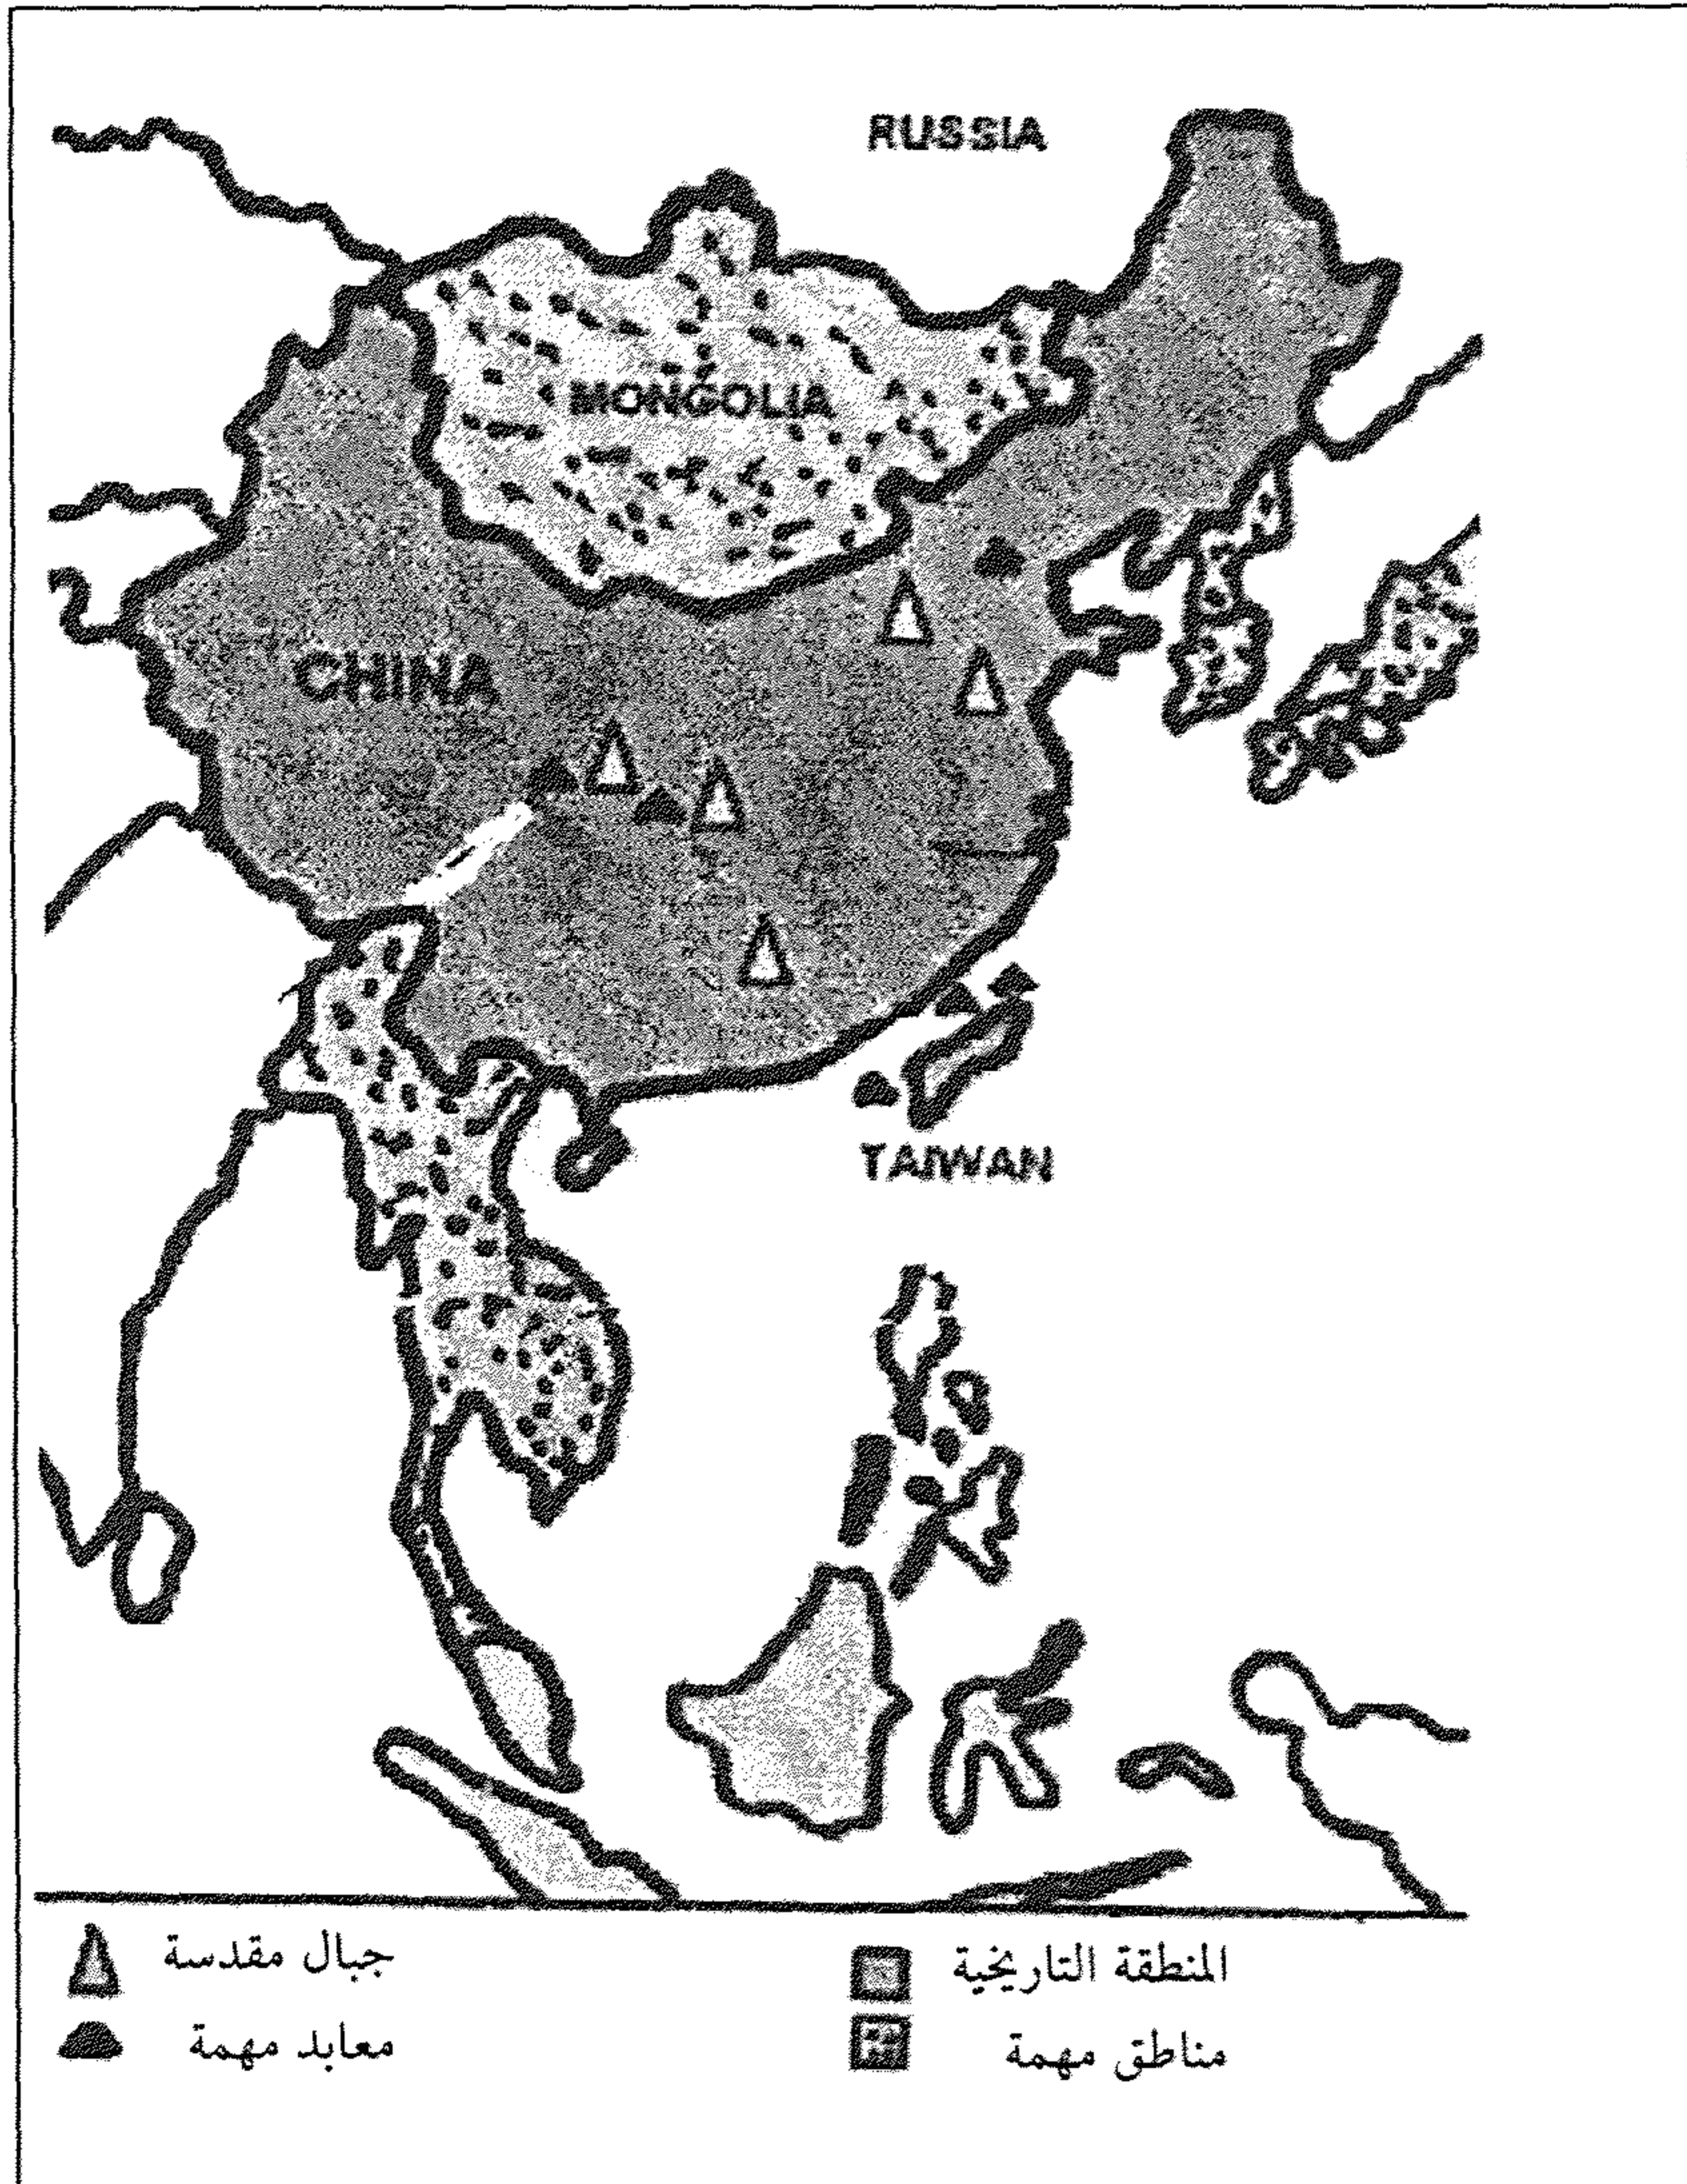 RUSSIA
MONGOLIA
CHINA
TAIWAN
المنطقة التاريخية
جبال مقدسة
مناطق مهمة
معابد مهمة